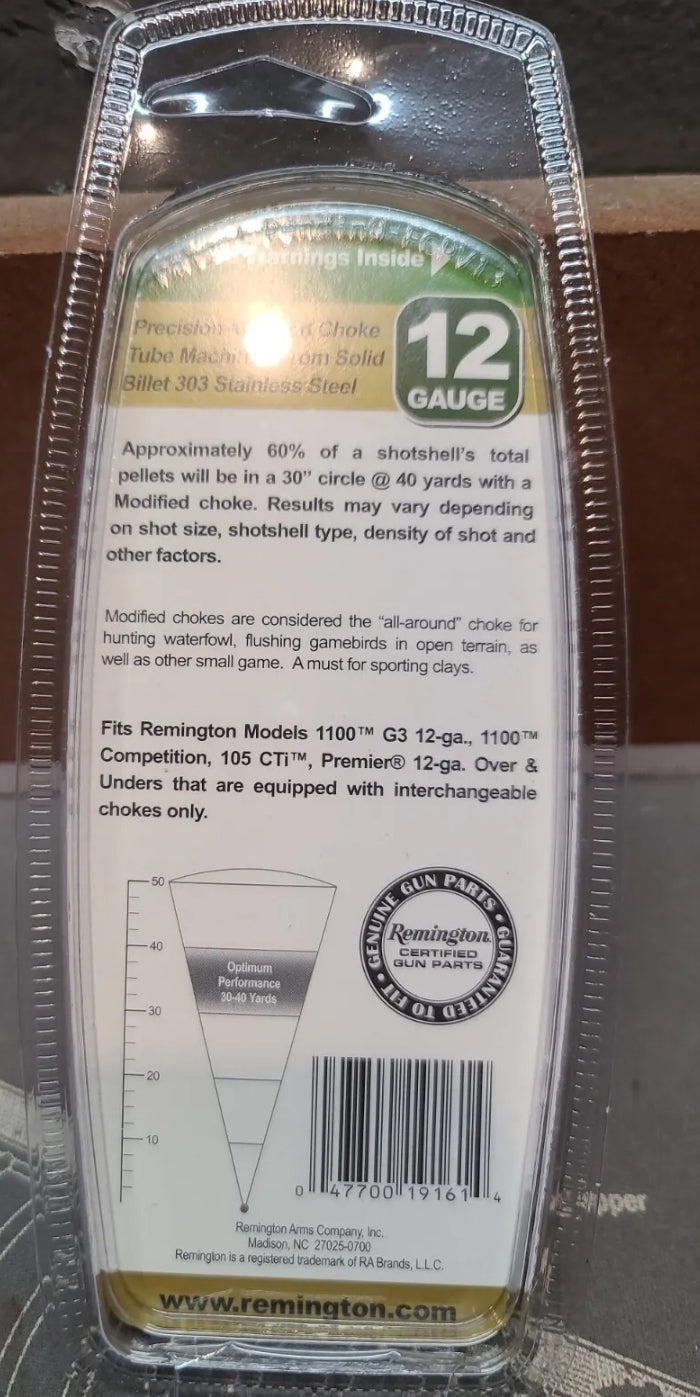 Warnings Inside
Precision d Choke
Tube Machi om Solid
Billet 303 Stainless Steel
12
GAUGE
Approximately 60% of a shotshell's total
pellets will be in a 30" circle @ 40 yards with a
Modified choke. Results may vary depending
on shot size, shotshell type, density of shot and
other factors.
Modified chokes are considered the "all-around" choke for
hunting waterfowl, flushing gamebirds in open terrain, as
well as other small game. A must for sporting clays.
Fits Remington Models 1100™ G3 12-ga., 1100™
Competition, 105 CTi™, Premier® 12-ga. Over &
Unders that are equipped with interchangeable
chokes only.
50
40
30
20
10
Optimum
Performance
30-40 Yards
• GENUINE GUN PARTS • GUARANTEED TO FIT
Remington.
CERTIFIED
GUN PARTS
0 47700 19161 4
Remington Arms Company, Inc.
Madison, NC 27025-0700
Remington is a registered trademark of RA Brands, L.L.C.
www.remington.com